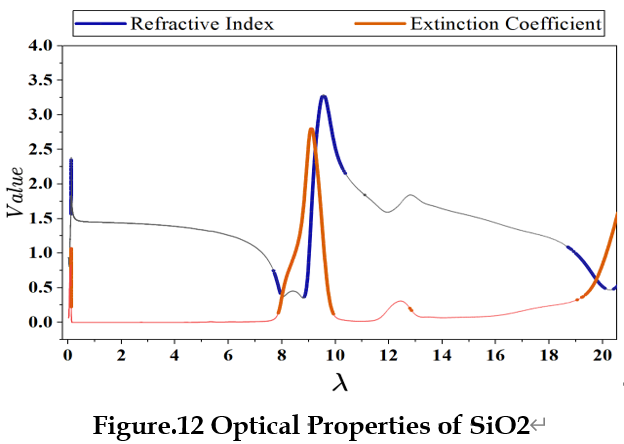 Refractive Index Extinction Coefficient
4.0
3.5
3.0
2.5
2.0
1.5
1.0
0.5
0.0
Value
0 2 4 6 8 10 12 14 16 18 20
λ
Figure.12 Optical Properties of SiO2↵